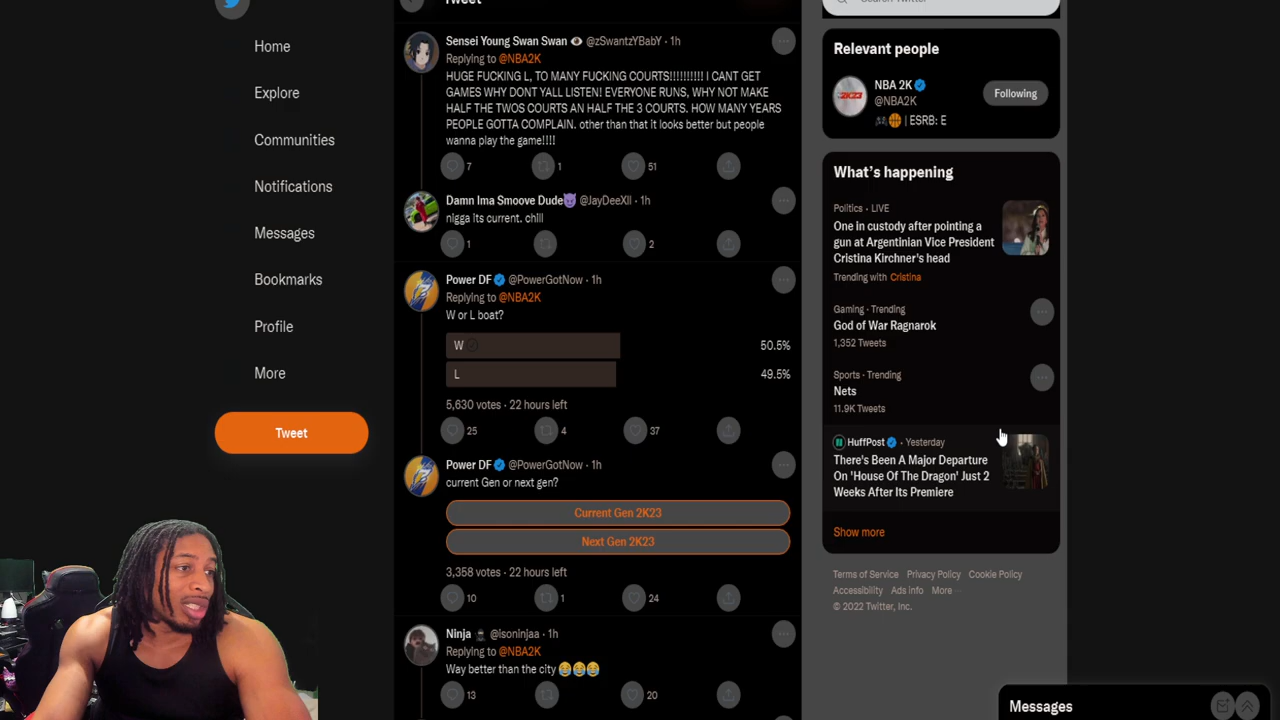 Home
Explore
Communities
Notifications
Messages
Bookmarks
Profile
More
Tweet
Tweet
Sensei Young Swan Swan 👁 @zSwantzYBabY · 1h
Replying to @NBA2K
HUGE FUCKING L, TO MANY FUCKING COURTS!!!!!!!!!! I CANT GET
GAMES WHY DONT YALL LISTEN! EVERYONE RUNS, WHY NOT MAKE
HALF THE TWOS COURTS AN HALF THE 3 COURTS. HOW MANY YEARS
PEOPLE GOTTA COMPLAIN. other than that it looks better but people
wanna play the game!!!!
7 1 51
Damn Ima Smoove Dude😈 @JayDeeXll · 1h
nigga its current. chill
1 2
Power DF @PowerGotNow · 1h
Replying to @NBA2K
W or L boat?
W 50.5%
L 49.5%
5,630 votes · 22 hours left
25 4 37
Power DF @PowerGotNow · 1h
current Gen or next gen?
Current Gen 2K23
Next Gen 2K23
3,358 votes · 22 hours left
10 1 24
Ninja 🥷 @isoninjaa · 1h
Replying to @NBA2K
Way better than the city 😂😂😂
13 20
Search Twitter
Relevant people
2K23
NBA 2K
@NBA2K
🎮🏀 | ESRB: E
Following
What's happening
Politics · LIVE
One in custody after pointing a
gun at Argentinian Vice President
Cristina Kirchner's head
Trending with Cristina
Gaming · Trending
God of War Ragnarok
1,352 Tweets
Sports · Trending
Nets
11.9K Tweets
HuffPost · Yesterday
There's Been A Major Departure
On 'House Of The Dragon' Just 2
Weeks After Its Premiere
Show more
Terms of Service Privacy Policy Cookie Policy
Accessibility Ads info More ···
© 2022 Twitter, Inc.
Messages